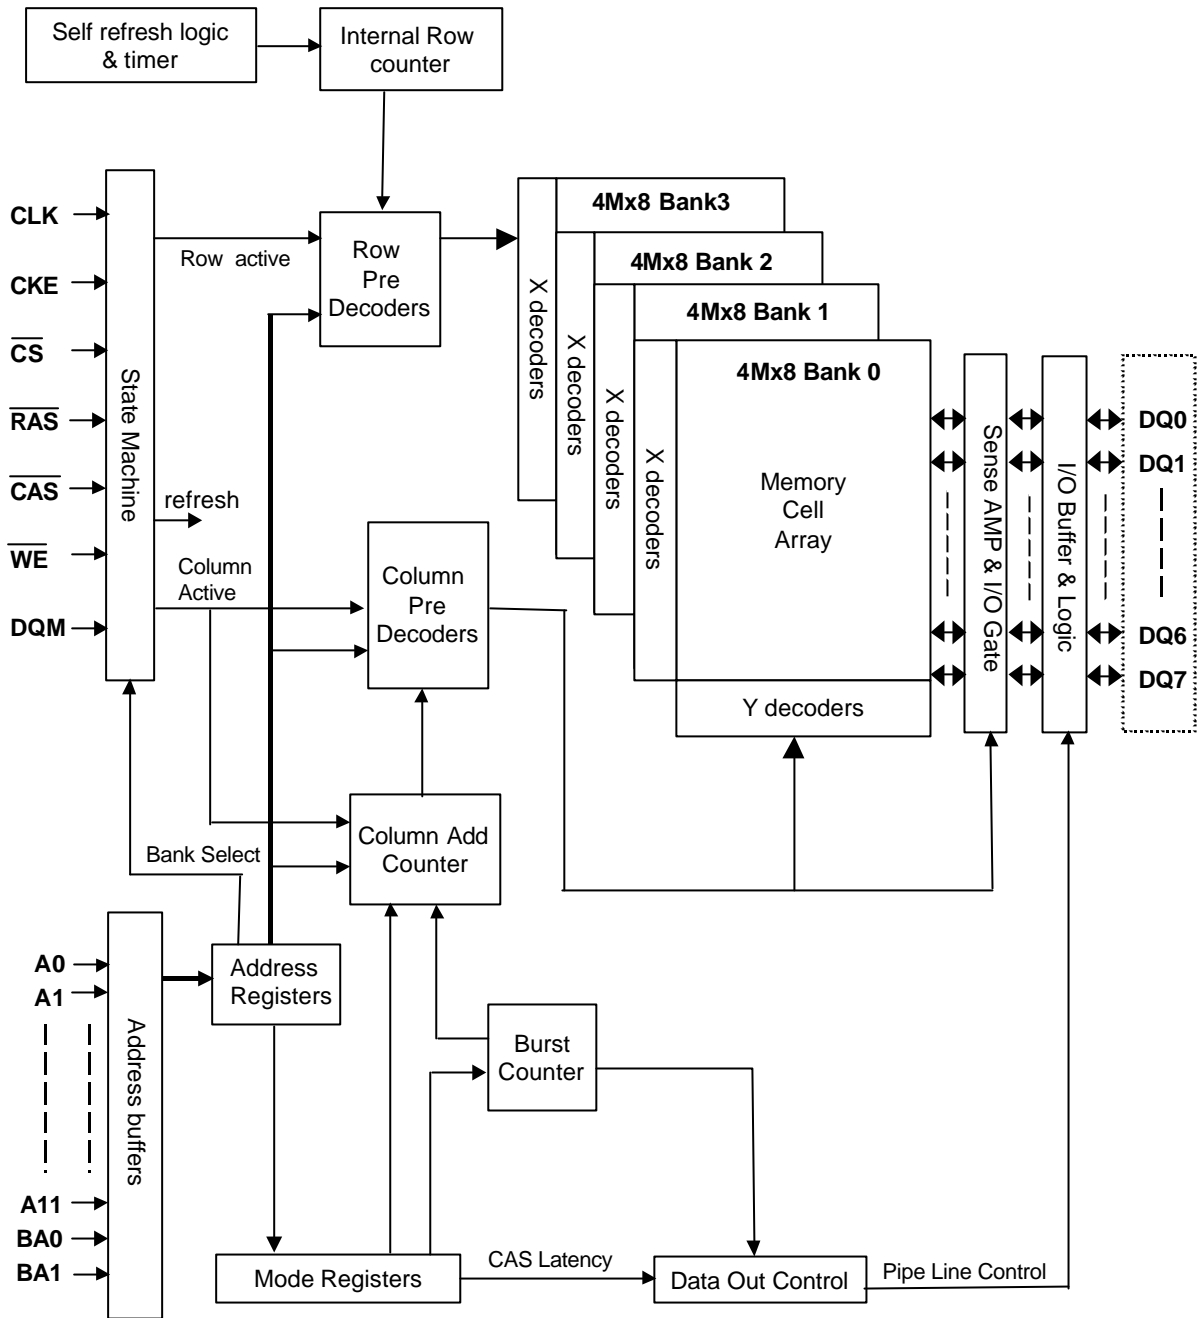 Self refresh logic
& timer
Internal Row
counter
CLK
CKE
CS
RAS
CAS
WE
DQM
State Machine
Row active
refresh
Column
Active
Row
Pre
Decoders
Column
Pre
Decoders
4Mx8 Bank3
4Mx8 Bank 2
4Mx8 Bank 1
4Mx8 Bank 0
X decoders
X decoders
X decoders
X decoders
Memory
Cell
Array
Y decoders
Sense AMP & I/O Gate
I/O Buffer & Logic
DQ0
DQ1
DQ6
DQ7
Bank Select
Column Add
Counter
A0
A1
A11
BA0
BA1
Address buffers
Address
Registers
Burst
Counter
Mode Registers
CAS Latency
Data Out Control
Pipe Line Control